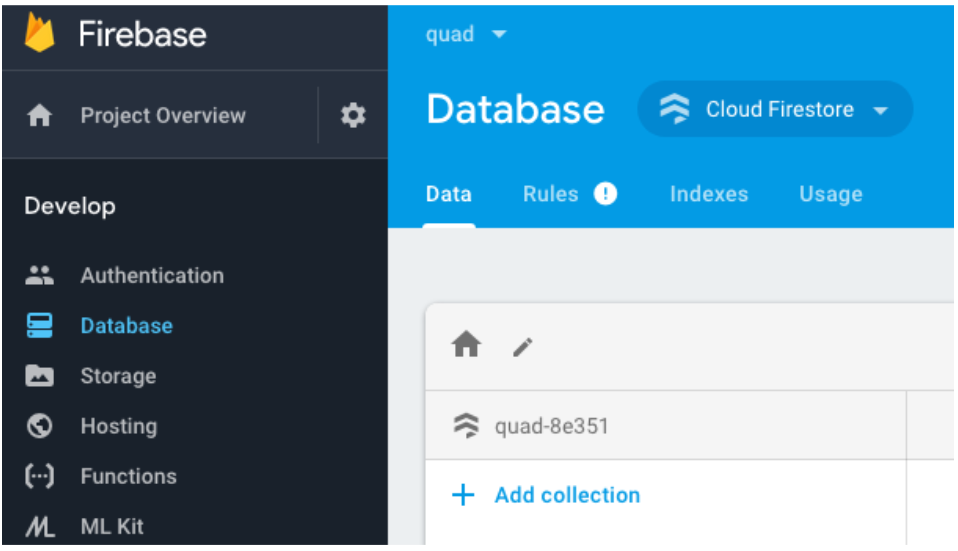 Firebase
Project Overview
Develop
Authentication
Database
Storage
Hosting
Functions
ML Kit
quad
Database Cloud Firestore
Data Rules Indexes Usage
quad-8e351
+ Add collection